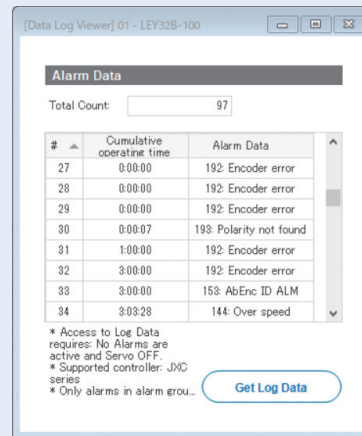 [Data Log Viewer] 01 - LEY32B-100
Alarm Data
Total Count: 97
# Cumulative operating time Alarm Data
27 0:00:00 192: Encoder error
28 0:00:00 192: Encoder error
29 0:00:00 192: Encoder error
30 0:00:07 193: Polarity not found
31 1:00:00 192: Encoder error
32 3:00:00 192: Encoder error
33 3:00:00 153: AbEnc ID ALM
34 3:03:28 144: Over speed
* Access to Log Data
requires: No Alarms are
active and Servo OFF.
* Supported controller: JXC
series
* Only alarms in alarm grou...
Get Log Data